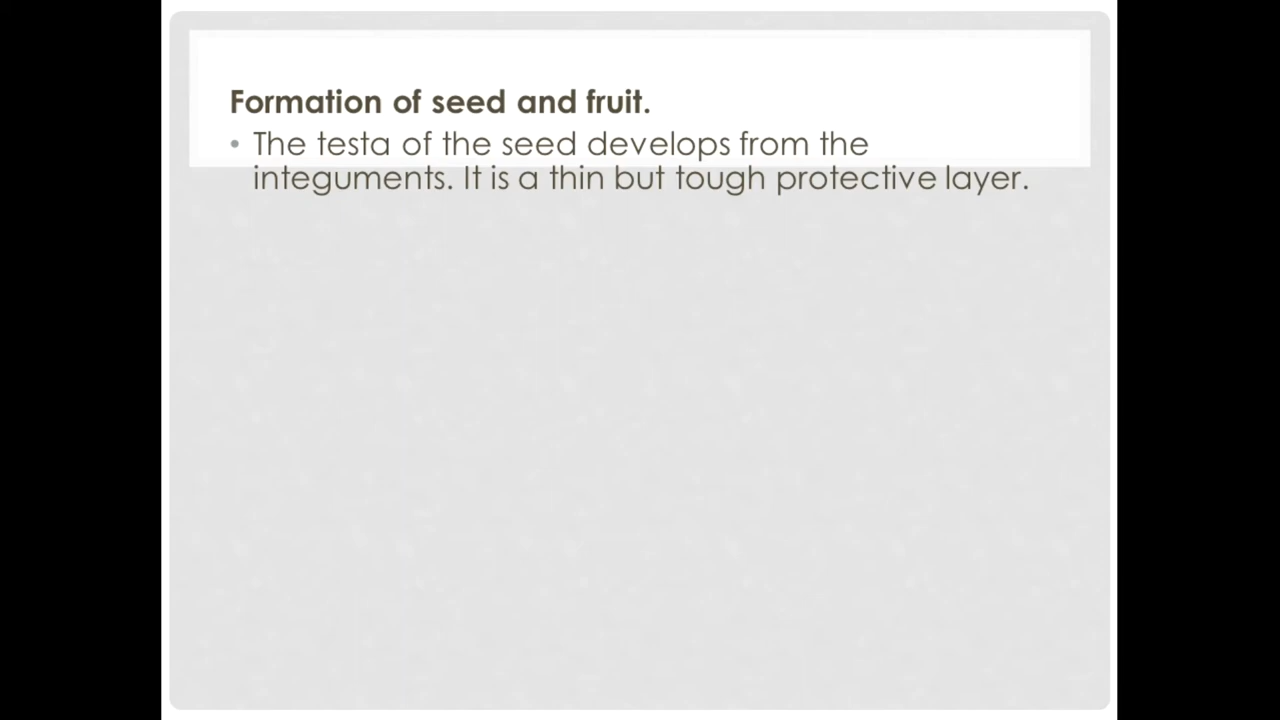 Formation of seed and fruit.
• The testa of the seed develops from the
integuments. It is a thin but tough protective layer.